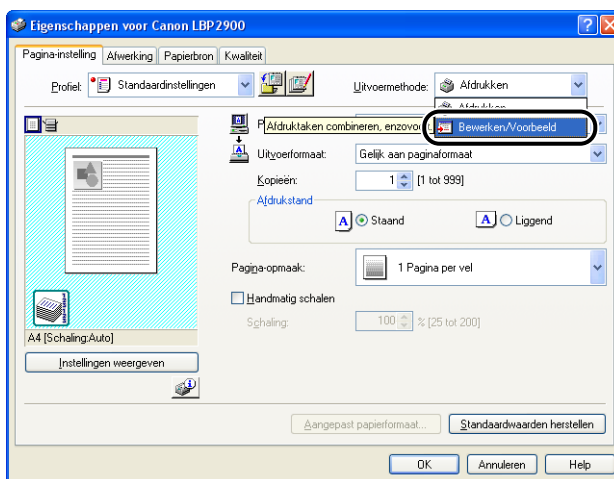 Eigenschappen voor Canon LBP2900
Pagina-instelling Afwerking Papierbron Kwaliteit
Profiel: Standaardinstellingen Uitvoermethode: Afdrukken
Afdrukken
P Afdruktaken combineren, enzovoo Bewerken/Voorbeeld
Uitvoerformaat: Gelijk aan paginaformaat
Kopieën: 1 [1 tot 999]
Afdrukstand
A Staand A Liggend
Pagina-opmaak: 1 Pagina per vel
Handmatig schalen
Schaling: 100 % [25 tot 200]
A4 [Schaling:Auto]
Instellingen weergeven
Aangepast papierformaat... Standaardwaarden herstellen
OK Annuleren Help